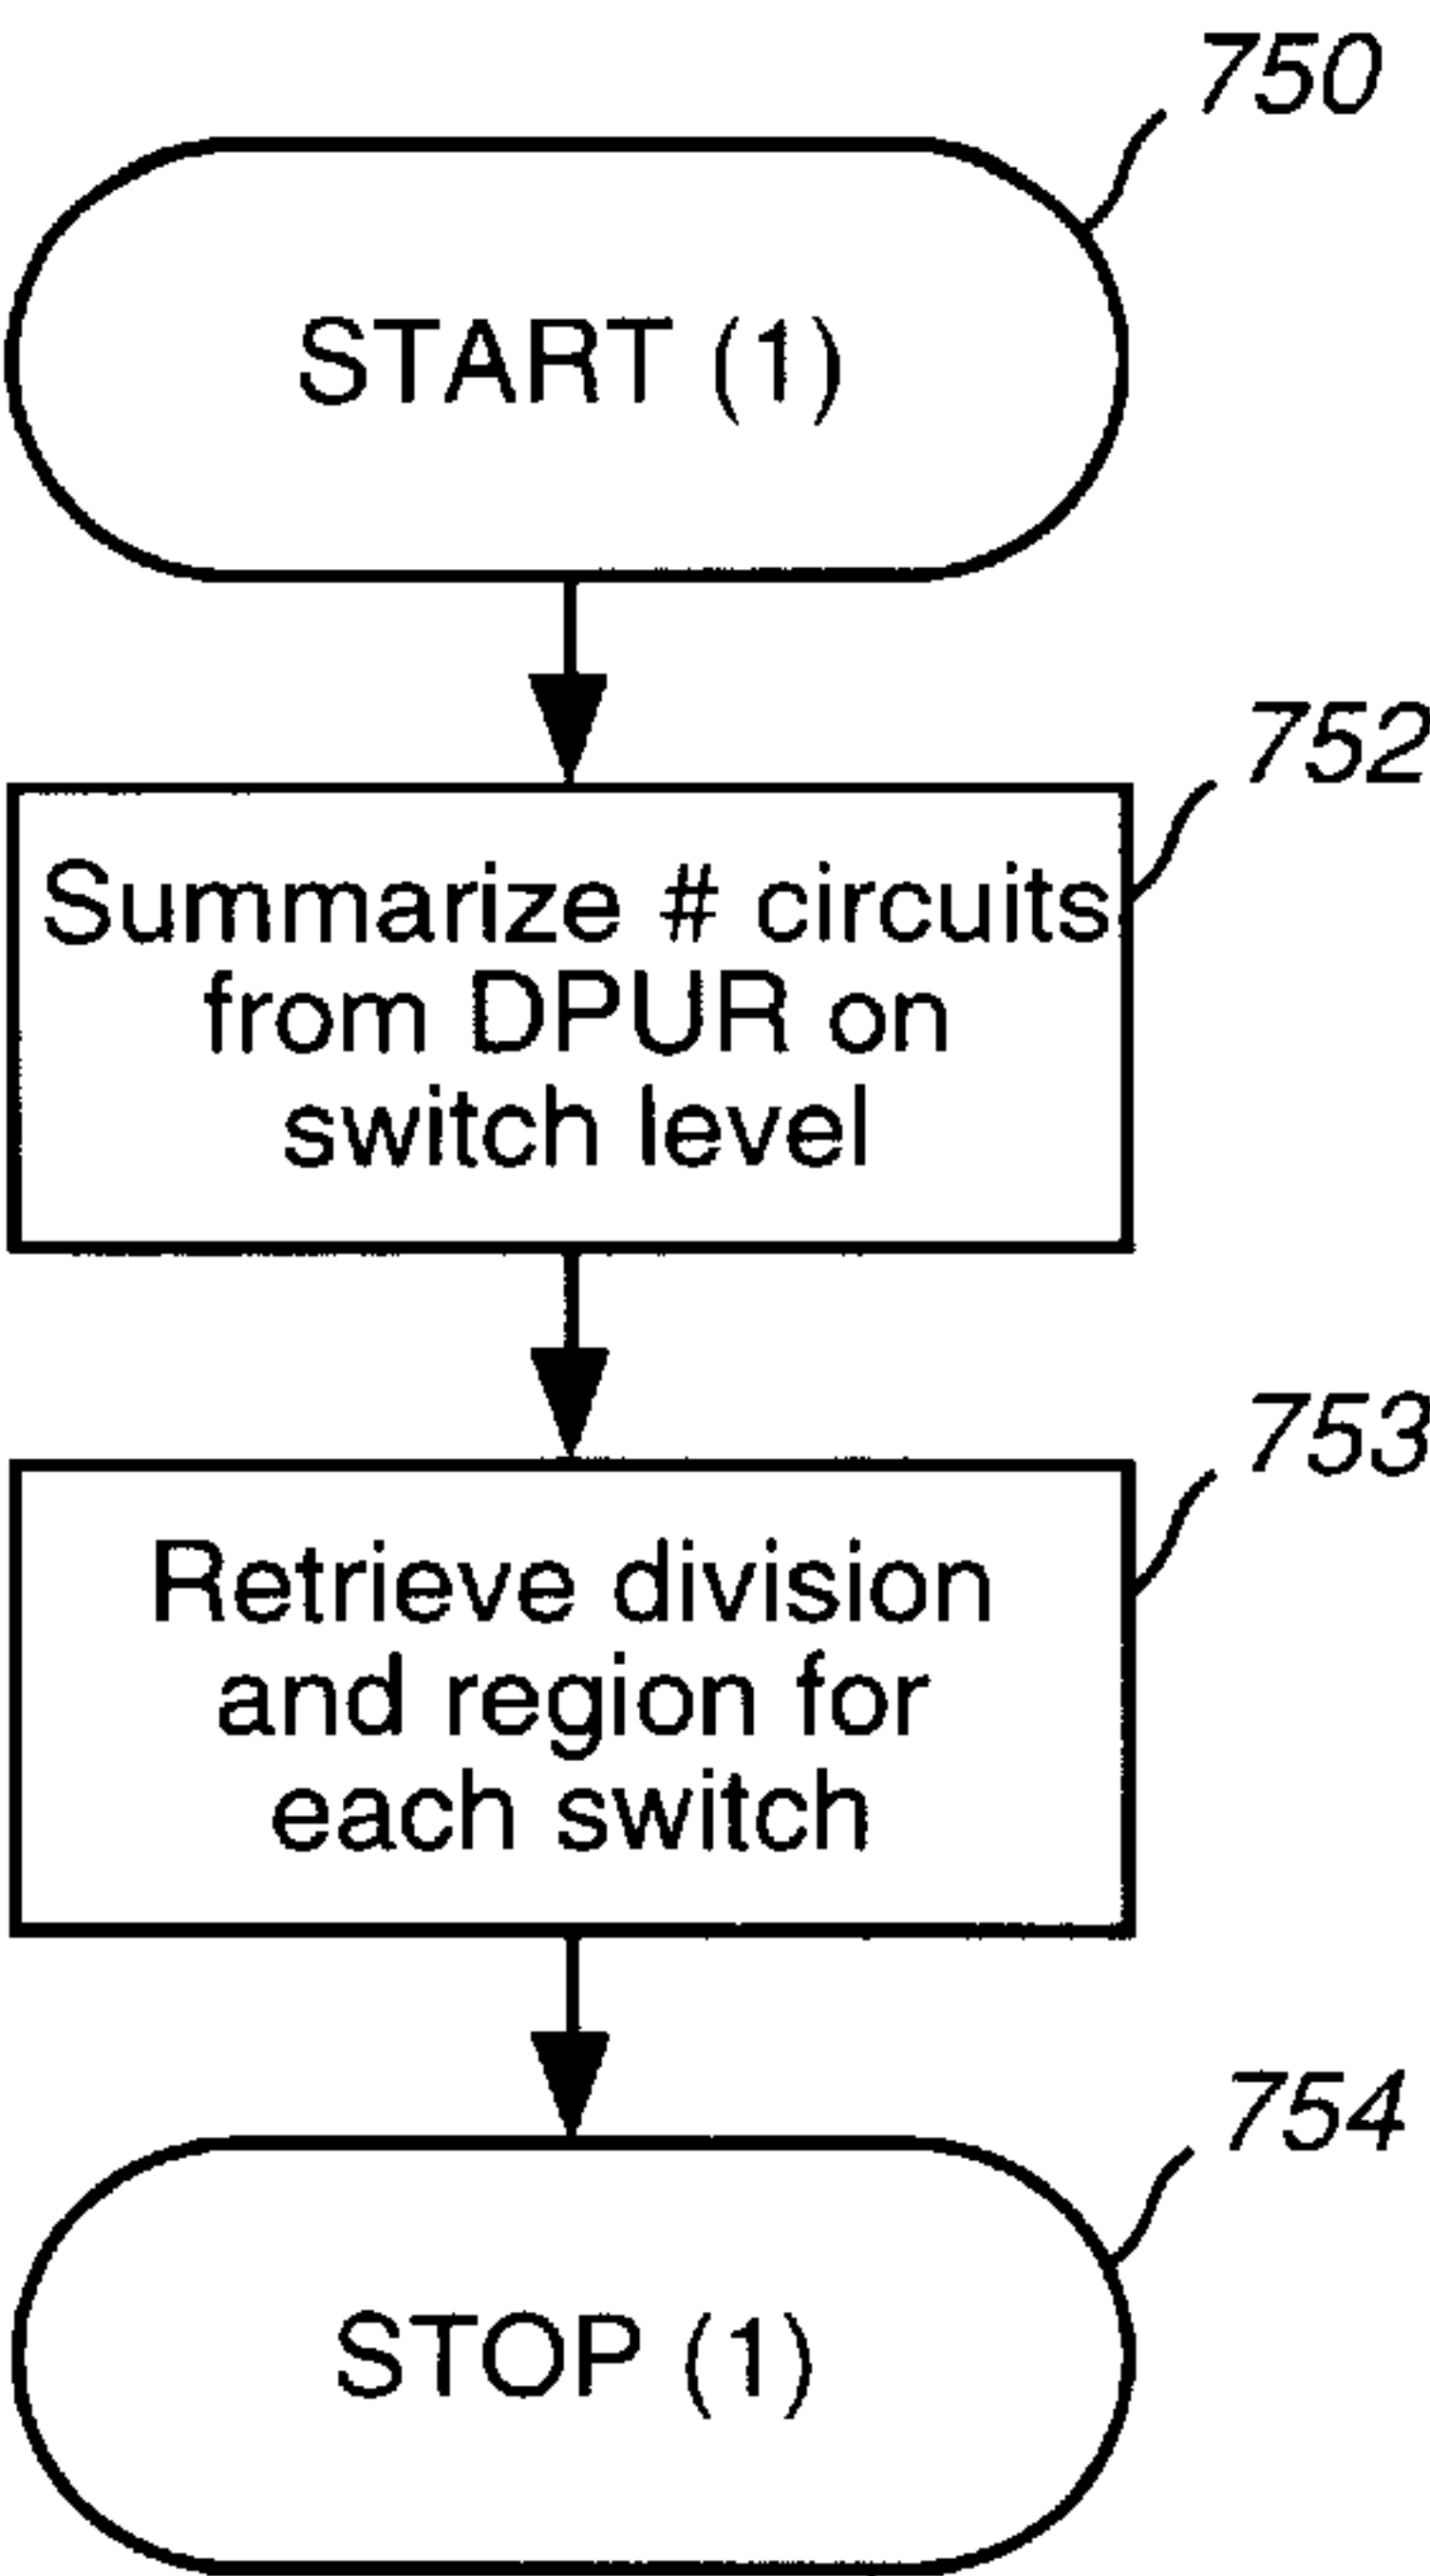 750
START (1)
752
Summarize # circuits
from DPUR on
switch level
753
Retrieve division
and region for
each switch
754
STOP (1)